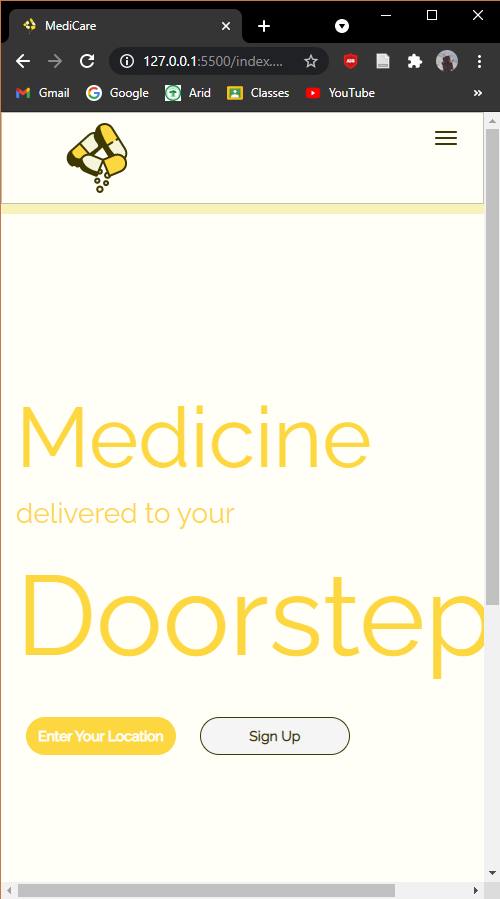 MediCare
127.0.0.1:5500/index....
Gmail
Google
Arid
Classes
YouTube
Medicine
delivered to your
Doorstep
Enter Your Location
Sign Up